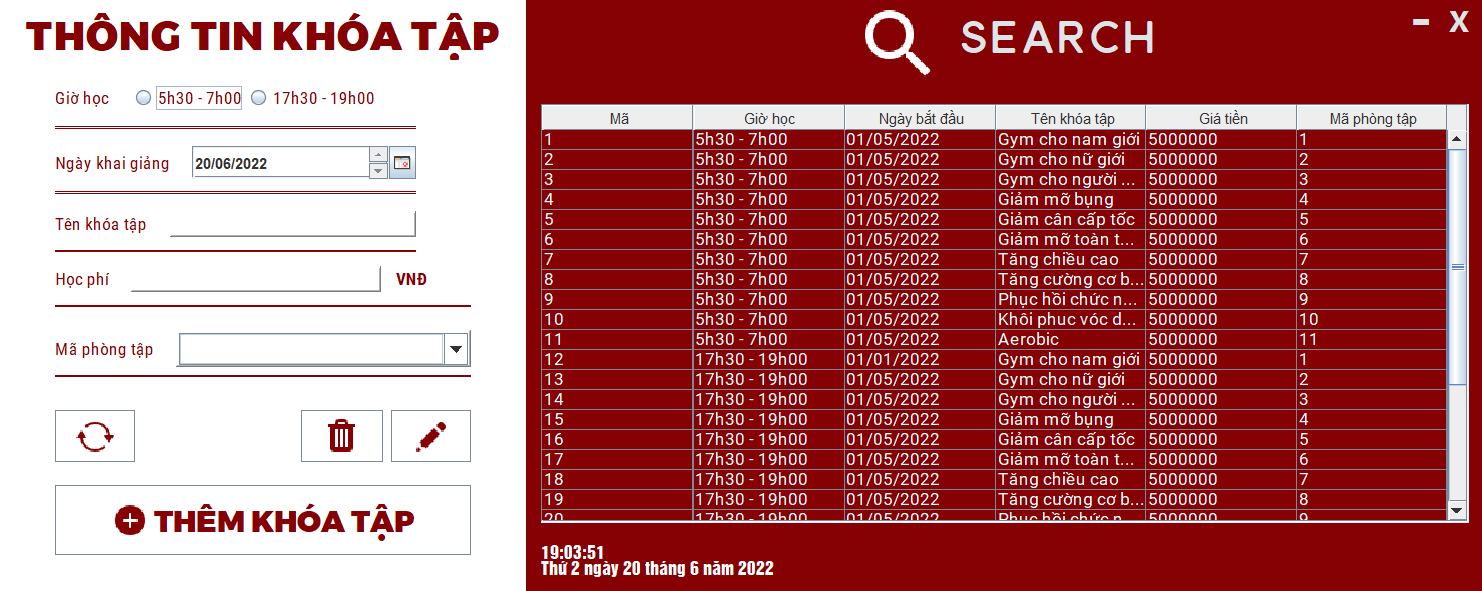 THÔNG TIN KHÓA TẬP
Giờ học 5h30 - 7h00 17h30 - 19h00
Ngày khai giảng 20/06/2022
Tên khóa tập
Học phí VNĐ
Mã phòng tập
THÊM KHÓA TẬP
SEARCH - X
Mã Giờ học Ngày bắt đầu Tên khóa tập Giá tiền Mã phòng tập
1 5h30 - 7h00 01/05/2022 Gym cho nam giới 5000000 1
2 5h30 - 7h00 01/05/2022 Gym cho nữ giới 5000000 2
3 5h30 - 7h00 01/05/2022 Gym cho người ... 5000000 3
4 5h30 - 7h00 01/05/2022 Giảm mỡ bụng 5000000 4
5 5h30 - 7h00 01/05/2022 Giảm cân cấp tốc 5000000 5
6 5h30 - 7h00 01/05/2022 Giảm mỡ toàn t... 5000000 6
7 5h30 - 7h00 01/05/2022 Tăng chiều cao 5000000 7
8 5h30 - 7h00 01/05/2022 Tăng cường cơ b... 5000000 8
9 5h30 - 7h00 01/05/2022 Phục hồi chức n... 5000000 9
10 5h30 - 7h00 01/05/2022 Khôi phuc vóc d... 5000000 10
11 5h30 - 7h00 01/05/2022 Aerobic 5000000 11
12 17h30 - 19h00 01/01/2022 Gym cho nam giới 5000000 1
13 17h30 - 19h00 01/05/2022 Gym cho nữ giới 5000000 2
14 17h30 - 19h00 01/05/2022 Gym cho người ... 5000000 3
15 17h30 - 19h00 01/05/2022 Giảm mỡ bụng 5000000 4
16 17h30 - 19h00 01/05/2022 Giảm cân cấp tốc 5000000 5
17 17h30 - 19h00 01/05/2022 Giảm mỡ toàn t... 5000000 6
18 17h30 - 19h00 01/05/2022 Tăng chiều cao 5000000 7
19 17h30 - 19h00 01/05/2022 Tăng cường cơ b... 5000000 8
20 17h30 - 19h00 01/05/2022 Phục hồi chức n... 5000000 9
19:03:51
Thứ 2 ngày 20 tháng 6 năm 2022